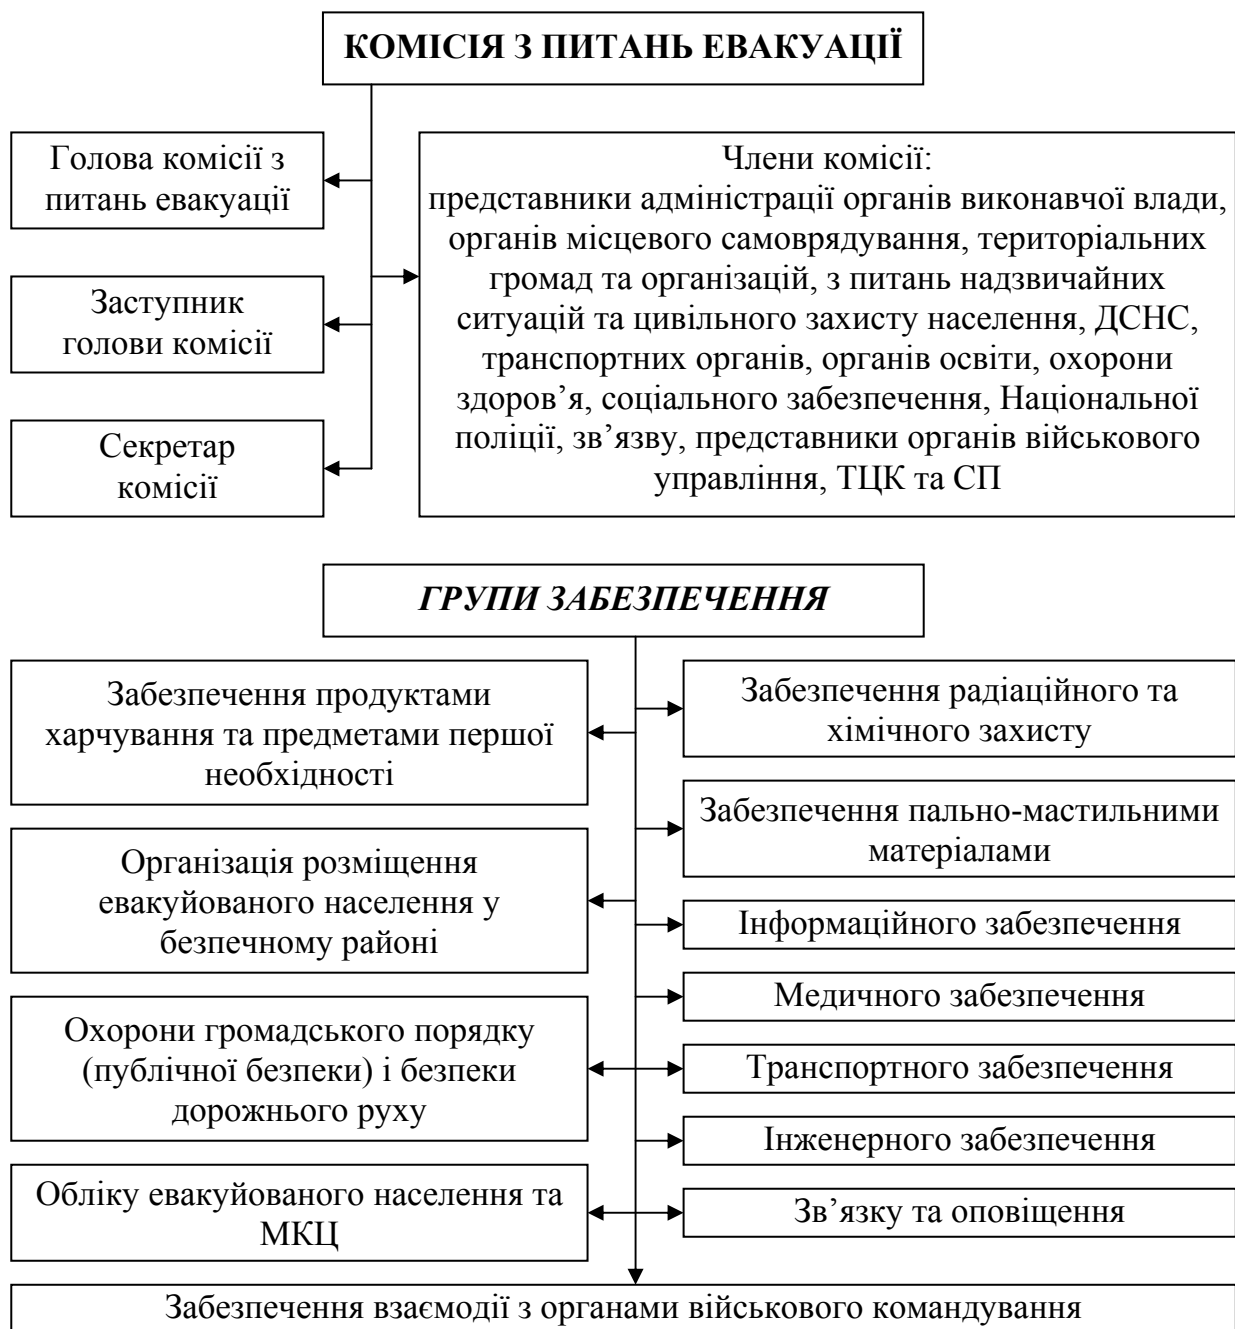 КОМІСІЯ З ПИТАНЬ ЕВАКУАЦІЇ
Голова комісії з
питань евакуації
Заступник
голови комісії
Секретар
комісії
Члени комісії:
представники адміністрації органів виконавчої влади,
органів місцевого самоврядування, територіальних
громад та організацій, з питань надзвичайних
ситуацій та цивільного захисту населення, ДСНС,
транспортних органів, органів освіти, охорони
здоров’я, соціального забезпечення, Національної
поліції, зв’язву, представники органів військового
управління, ТЦК та СП
ГРУПИ ЗАБЕЗПЕЧЕННЯ
Забезпечення продуктами
харчування та предметами першої
необхідності
Організація розміщення
евакуйованого населення у
безпечному районі
Охорони громадського порядку
(публічної безпеки) і безпеки
дорожнього руху
Обліку евакуйованого населення та
МКЦ
Забезпечення радіаційного та
хімічного захисту
Забезпечення пально-мастильними
матеріалами
Інформаційного забезпечення
Медичного забезпечення
Транспортного забезпечення
Інженерного забезпечення
Зв’язку та оповіщення
Забезпечення взаємодії з органами військового командування